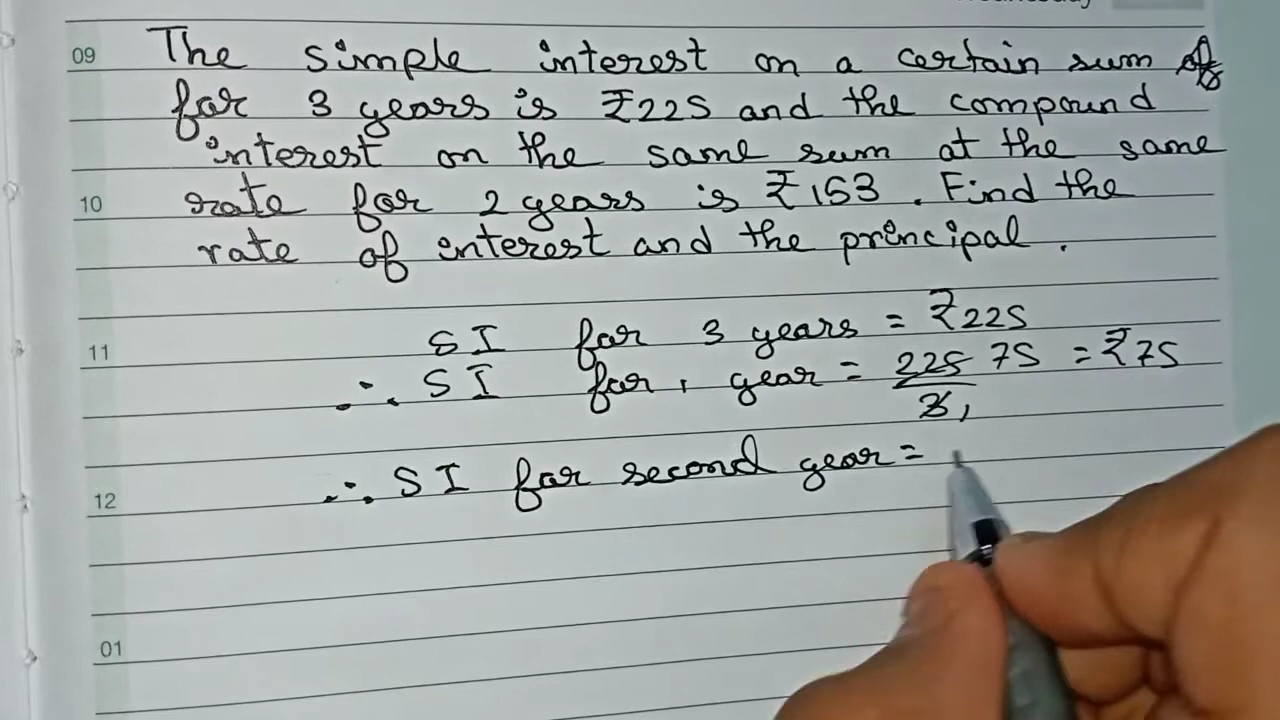 09 The simple interest on a certain sum of
for 3 years is ₹225 and the compound
interest on the same sum at the same
10 rate for 2 years is ₹153. Find the
rate of interest and the principal.
SI for 3 years = ₹225
11 ∴ SI for 1 year = 225/3 75 = ₹75
1
12 ∴ SI for second year =
01